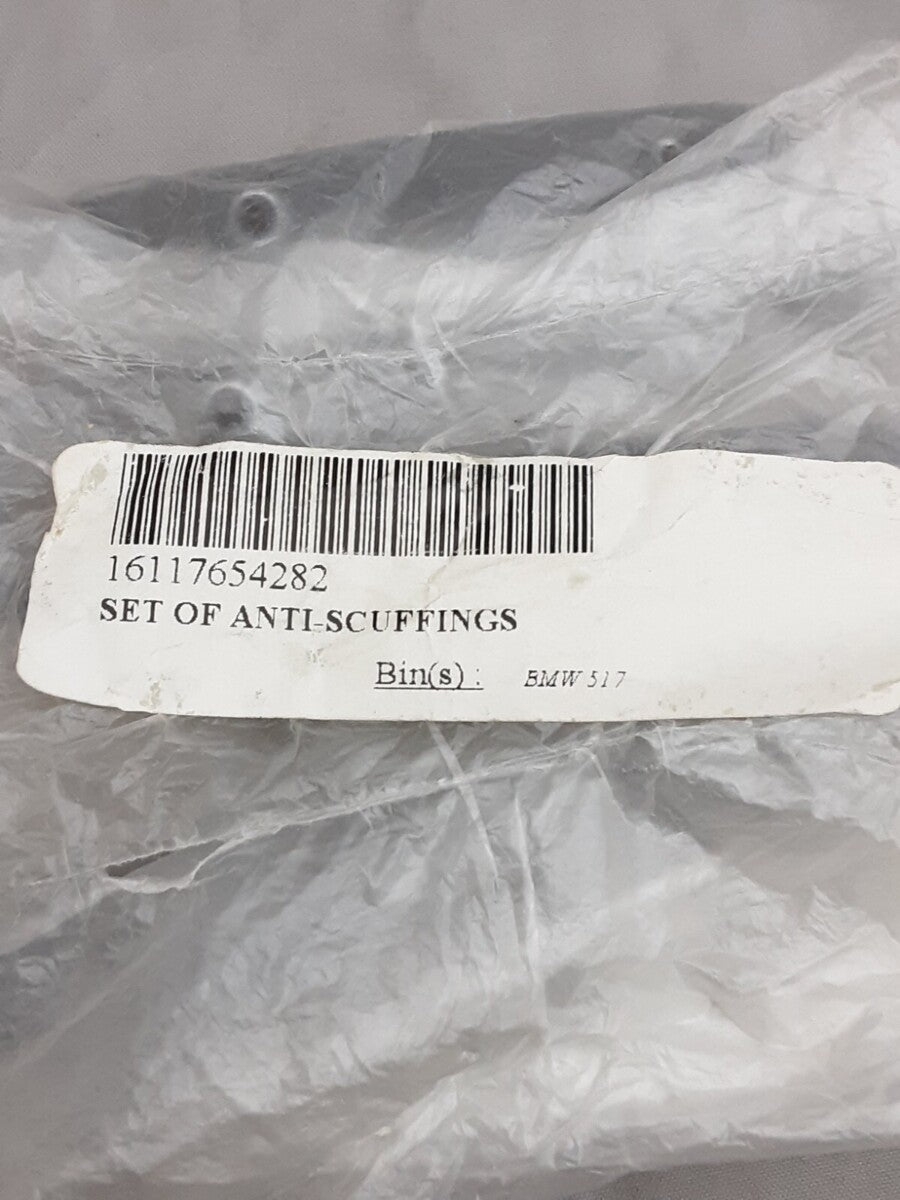 16117654282
SET OF ANTI-SCUFFINGS
Bin(s) : BMW 517